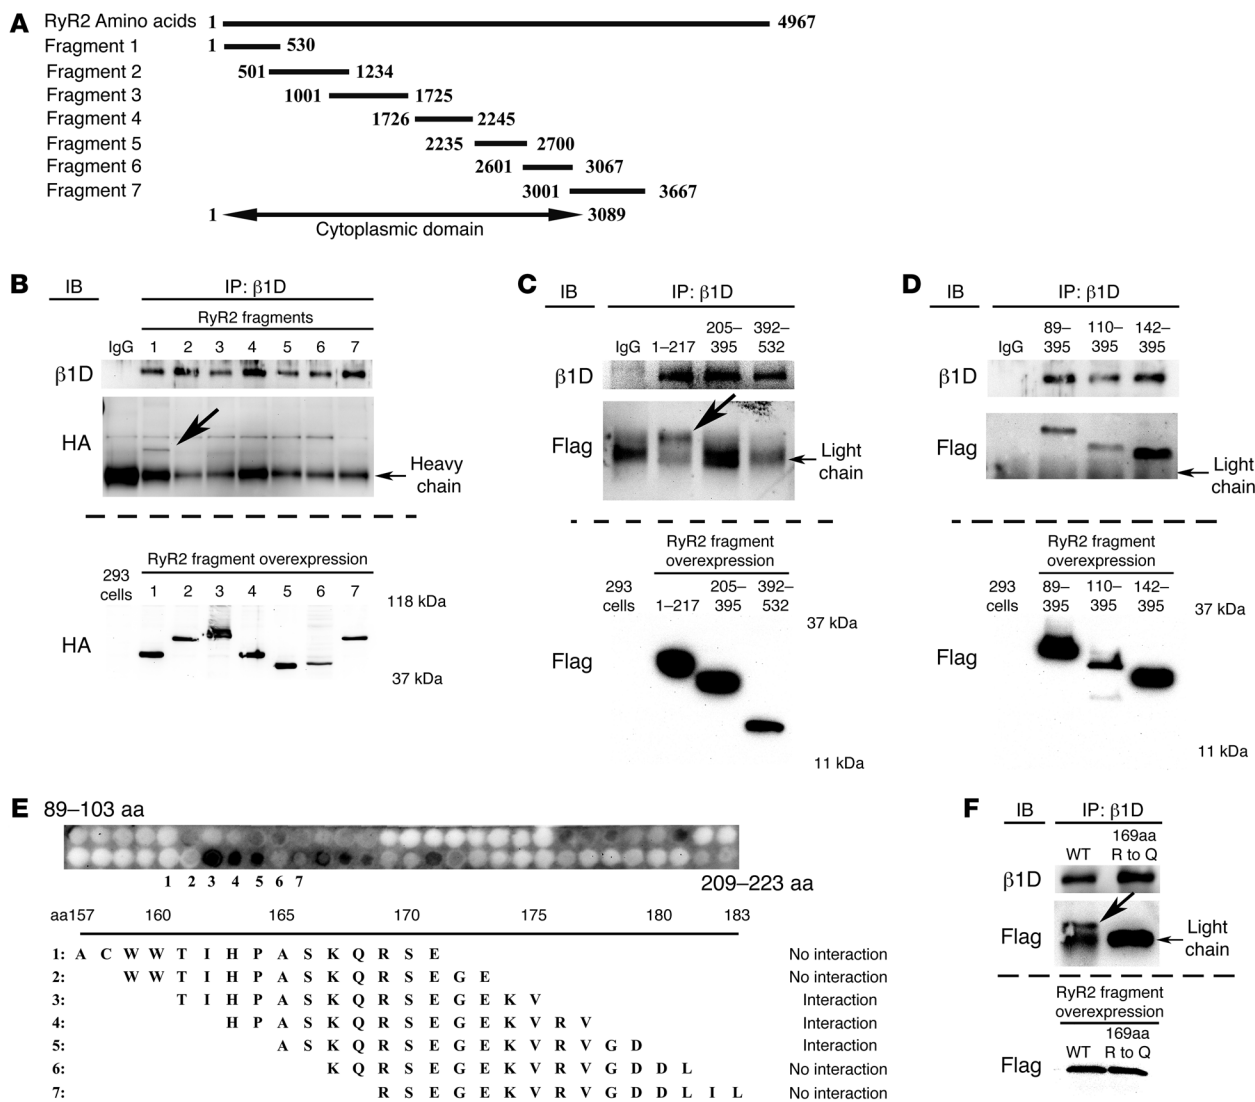 A
RyR2 Amino acids 1 4967
Fragment 1 1 530
Fragment 2 501 1234
Fragment 3 1001 1725
Fragment 4 1726 2245
Fragment 5 2235 2700
Fragment 6 2601 3067
Fragment 7 3001 3667
1 3089
Cytoplasmic domain
B
IB IP: β1D
RyR2 fragments
IgG 1 2 3 4 5 6 7
β1D
HA
Heavy
chain
RyR2 fragment overexpression
293
cells 1 2 3 4 5 6 7
118 kDa
HA
37 kDa
C
IB IP: β1D
205– 392–
IgG 1–217 395 532
β1D
Flag
Light
chain
RyR2 fragment
overexpression
293 205– 392–
cells 1–217 395 532
37 kDa
Flag
11 kDa
D
IB IP: β1D
89– 110– 142–
IgG 395 395 395
β1D
Flag
Light
chain
RyR2 fragment
overexpression
293 89– 110– 142–
cells 395 395 395
37 kDa
Flag
11 kDa
E
89–103 aa
1 2 3 4 5 6 7
209–223 aa
aa157 160 165 170 175 180 183
1: A C W W T I H P A S K Q R S E No interaction
2: W W T I H P A S K Q R S E G E No interaction
3: T I H P A S K Q R S E G E K V Interaction
4: H P A S K Q R S E G E K V R V Interaction
5: A S K Q R S E G E K V R V G D Interaction
6: K Q R S E G E K V R V G D D L No interaction
7: R S E G E K V R V G D D L I L No interaction
F
IB IP: β1D
169aa
WT R to Q
β1D
Flag
Light
chain
RyR2 fragment
overexpression
169aa
WT R to Q
Flag